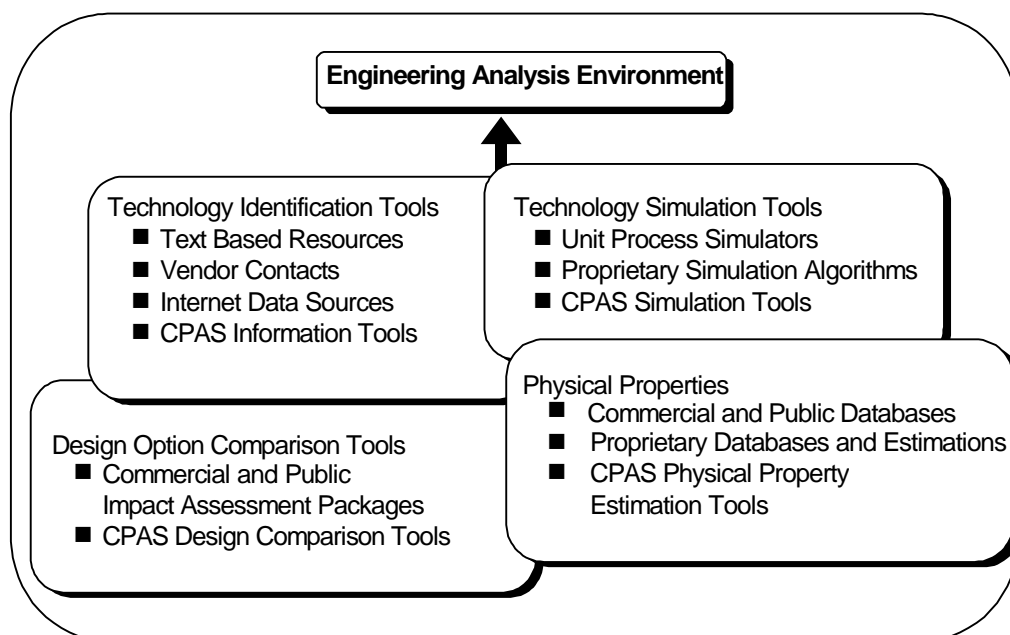 Engineering Analysis Environment
Technology Identification Tools
■ Text Based Resources
■ Vendor Contacts
■ Internet Data Sources
■ CPAS Information Tools
Technology Simulation Tools
■ Unit Process Simulators
■ Proprietary Simulation Algorithms
■ CPAS Simulation Tools
Design Option Comparison Tools
■ Commercial and Public
Impact Assessment Packages
■ CPAS Design Comparison Tools
Physical Properties
■ Commercial and Public Databases
■ Proprietary Databases and Estimations
■ CPAS Physical Property
Estimation Tools